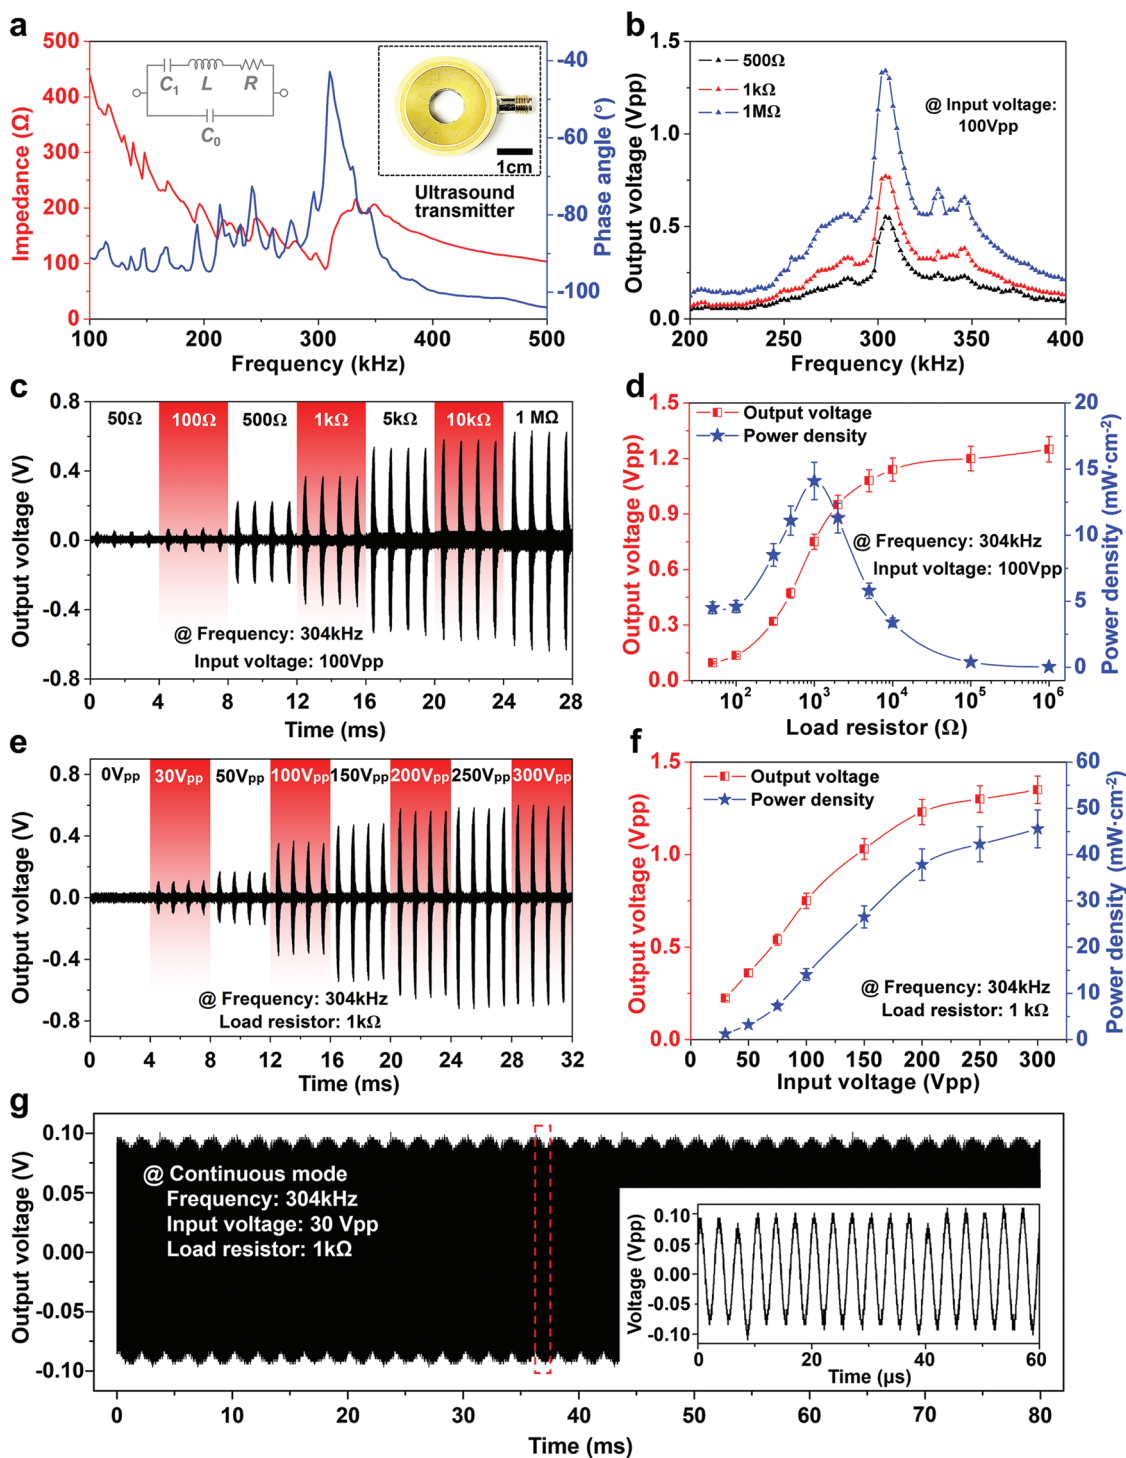 a
500
400
300
200
100
0
Impedance (Ω)
C1
L
R
C0
1cm
Ultrasound
transmitter
-40
-60
-80
-100
Phase angle (°)
100
200
300
400
500
Frequency (kHz)
b
1.5
1.0
0.5
0.0
Output voltage (Vpp)
500Ω
1kΩ
1MΩ
@ Input voltage:
100Vpp
200
250
300
350
400
Frequency (kHz)
c
0.8
0.4
0.0
-0.4
-0.8
Output voltage (V)
50Ω
100Ω
500Ω
1kΩ
5kΩ
10kΩ
1 MΩ
@ Frequency: 304kHz
Input voltage: 100Vpp
0
4
8
12
16
20
24
28
Time (ms)
d
1.5
1.2
0.9
0.6
0.3
0.0
Output voltage (Vpp)
Output voltage
Power density
@ Frequency: 304kHz
Input voltage: 100Vpp
20
15
10
5
0
Power density (mW·cm-2)
10²
10³
10⁴
10⁵
10⁶
Load resistor (Ω)
e
0.8
0.4
0.0
-0.4
-0.8
Output voltage (V)
0Vpp
30Vpp
50Vpp
100Vpp
150Vpp
200Vpp
250Vpp
300Vpp
@ Frequency: 304kHz
Load resistor: 1kΩ
0
4
8
12
16
20
24
28
32
Time (ms)
f
1.5
1.0
0.5
0.0
Output voltage (Vpp)
Output voltage
Power density
@ Frequency: 304kHz
Load resistor: 1 kΩ
60
50
40
30
20
10
0
Power density (mW·cm-2)
0
50
100
150
200
250
300
Input voltage (Vpp)
g
0.10
0.05
0.00
-0.05
-0.10
Output voltage (V)
@ Continuous mode
Frequency: 304kHz
Input voltage: 30 Vpp
Load resistor: 1kΩ
0.10
0.05
0.00
-0.05
-0.10
Voltage (Vpp)
0
20
40
60
Time (µs)
0
10
20
30
40
50
60
70
80
Time (ms)